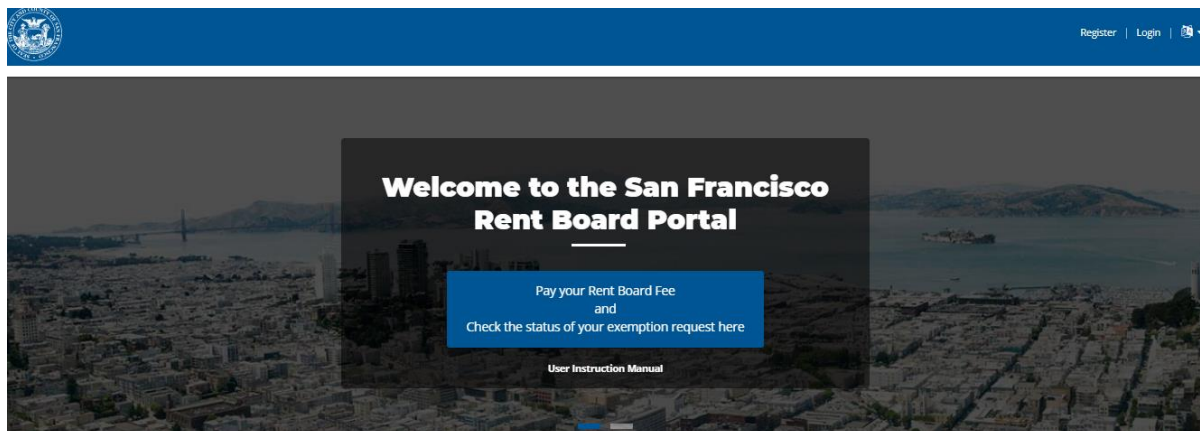 Register | Login |
Welcome to the San Francisco
Rent Board Portal
Pay your Rent Board Fee
and
Check the status of your exemption request here
User Instruction Manual